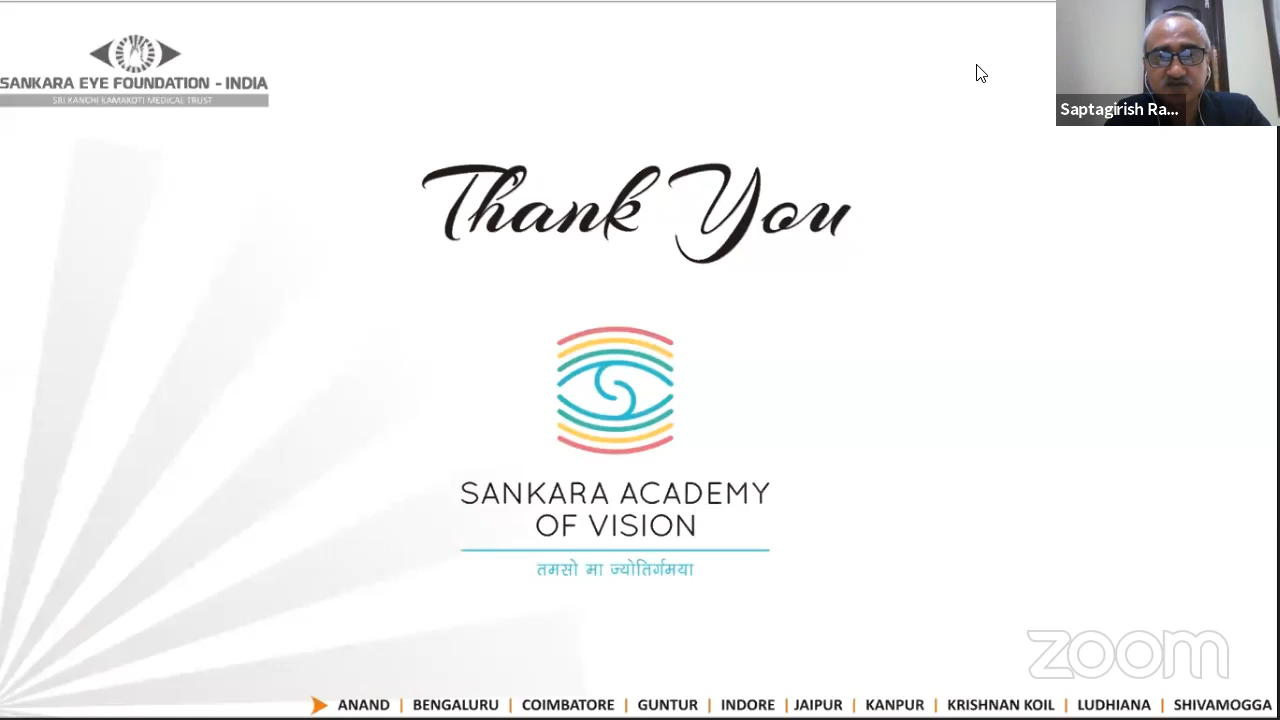 SANKARA EYE FOUNDATION - INDIA
SRI KANCHI KAMAKOTI MEDICAL TRUST
Saptagirish Ra...
Thank You
SANKARA ACADEMY
OF VISION
तमसो मा ज्योतिर्गमया
zoom
ANAND | BENGALURU | COIMBATORE | GUNTUR | INDORE | JAIPUR | KANPUR | KRISHNAN KOIL | LUDHIANA | SHIVAMOGGA